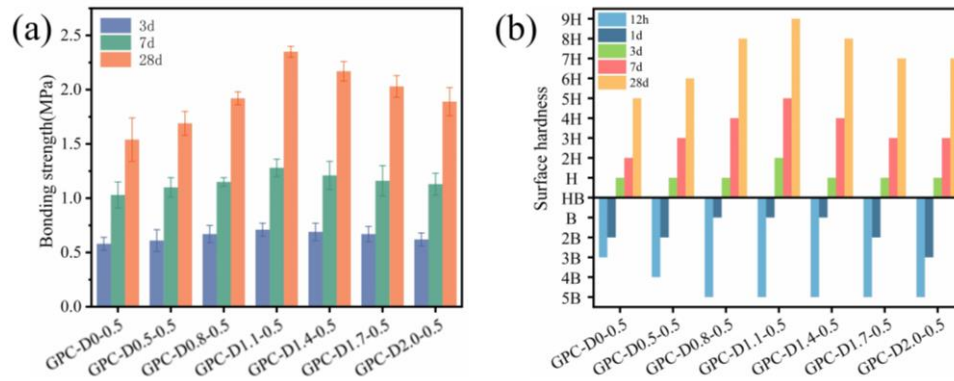 (a)
3d
7d
28d
Bonding strength(MPa)
2.5
2.0
1.5
1.0
0.5
0.0
GPC-D0-0.5
GPC-D0.5-0.5
GPC-D0.8-0.5
GPC-D1.1-0.5
GPC-D1.4-0.5
GPC-D1.7-0.5
GPC-D2.0-0.5
(b)
12h
1d
3d
7d
28d
Surface hardness
9H
8H
7H
6H
5H
4H
3H
2H
H
HB
B
2B
3B
4B
5B
GPC-D0-0.5
GPC-D0.5-0.5
GPC-D0.8-0.5
GPC-D1.1-0.5
GPC-D1.4-0.5
GPC-D1.7-0.5
GPC-D2.0-0.5